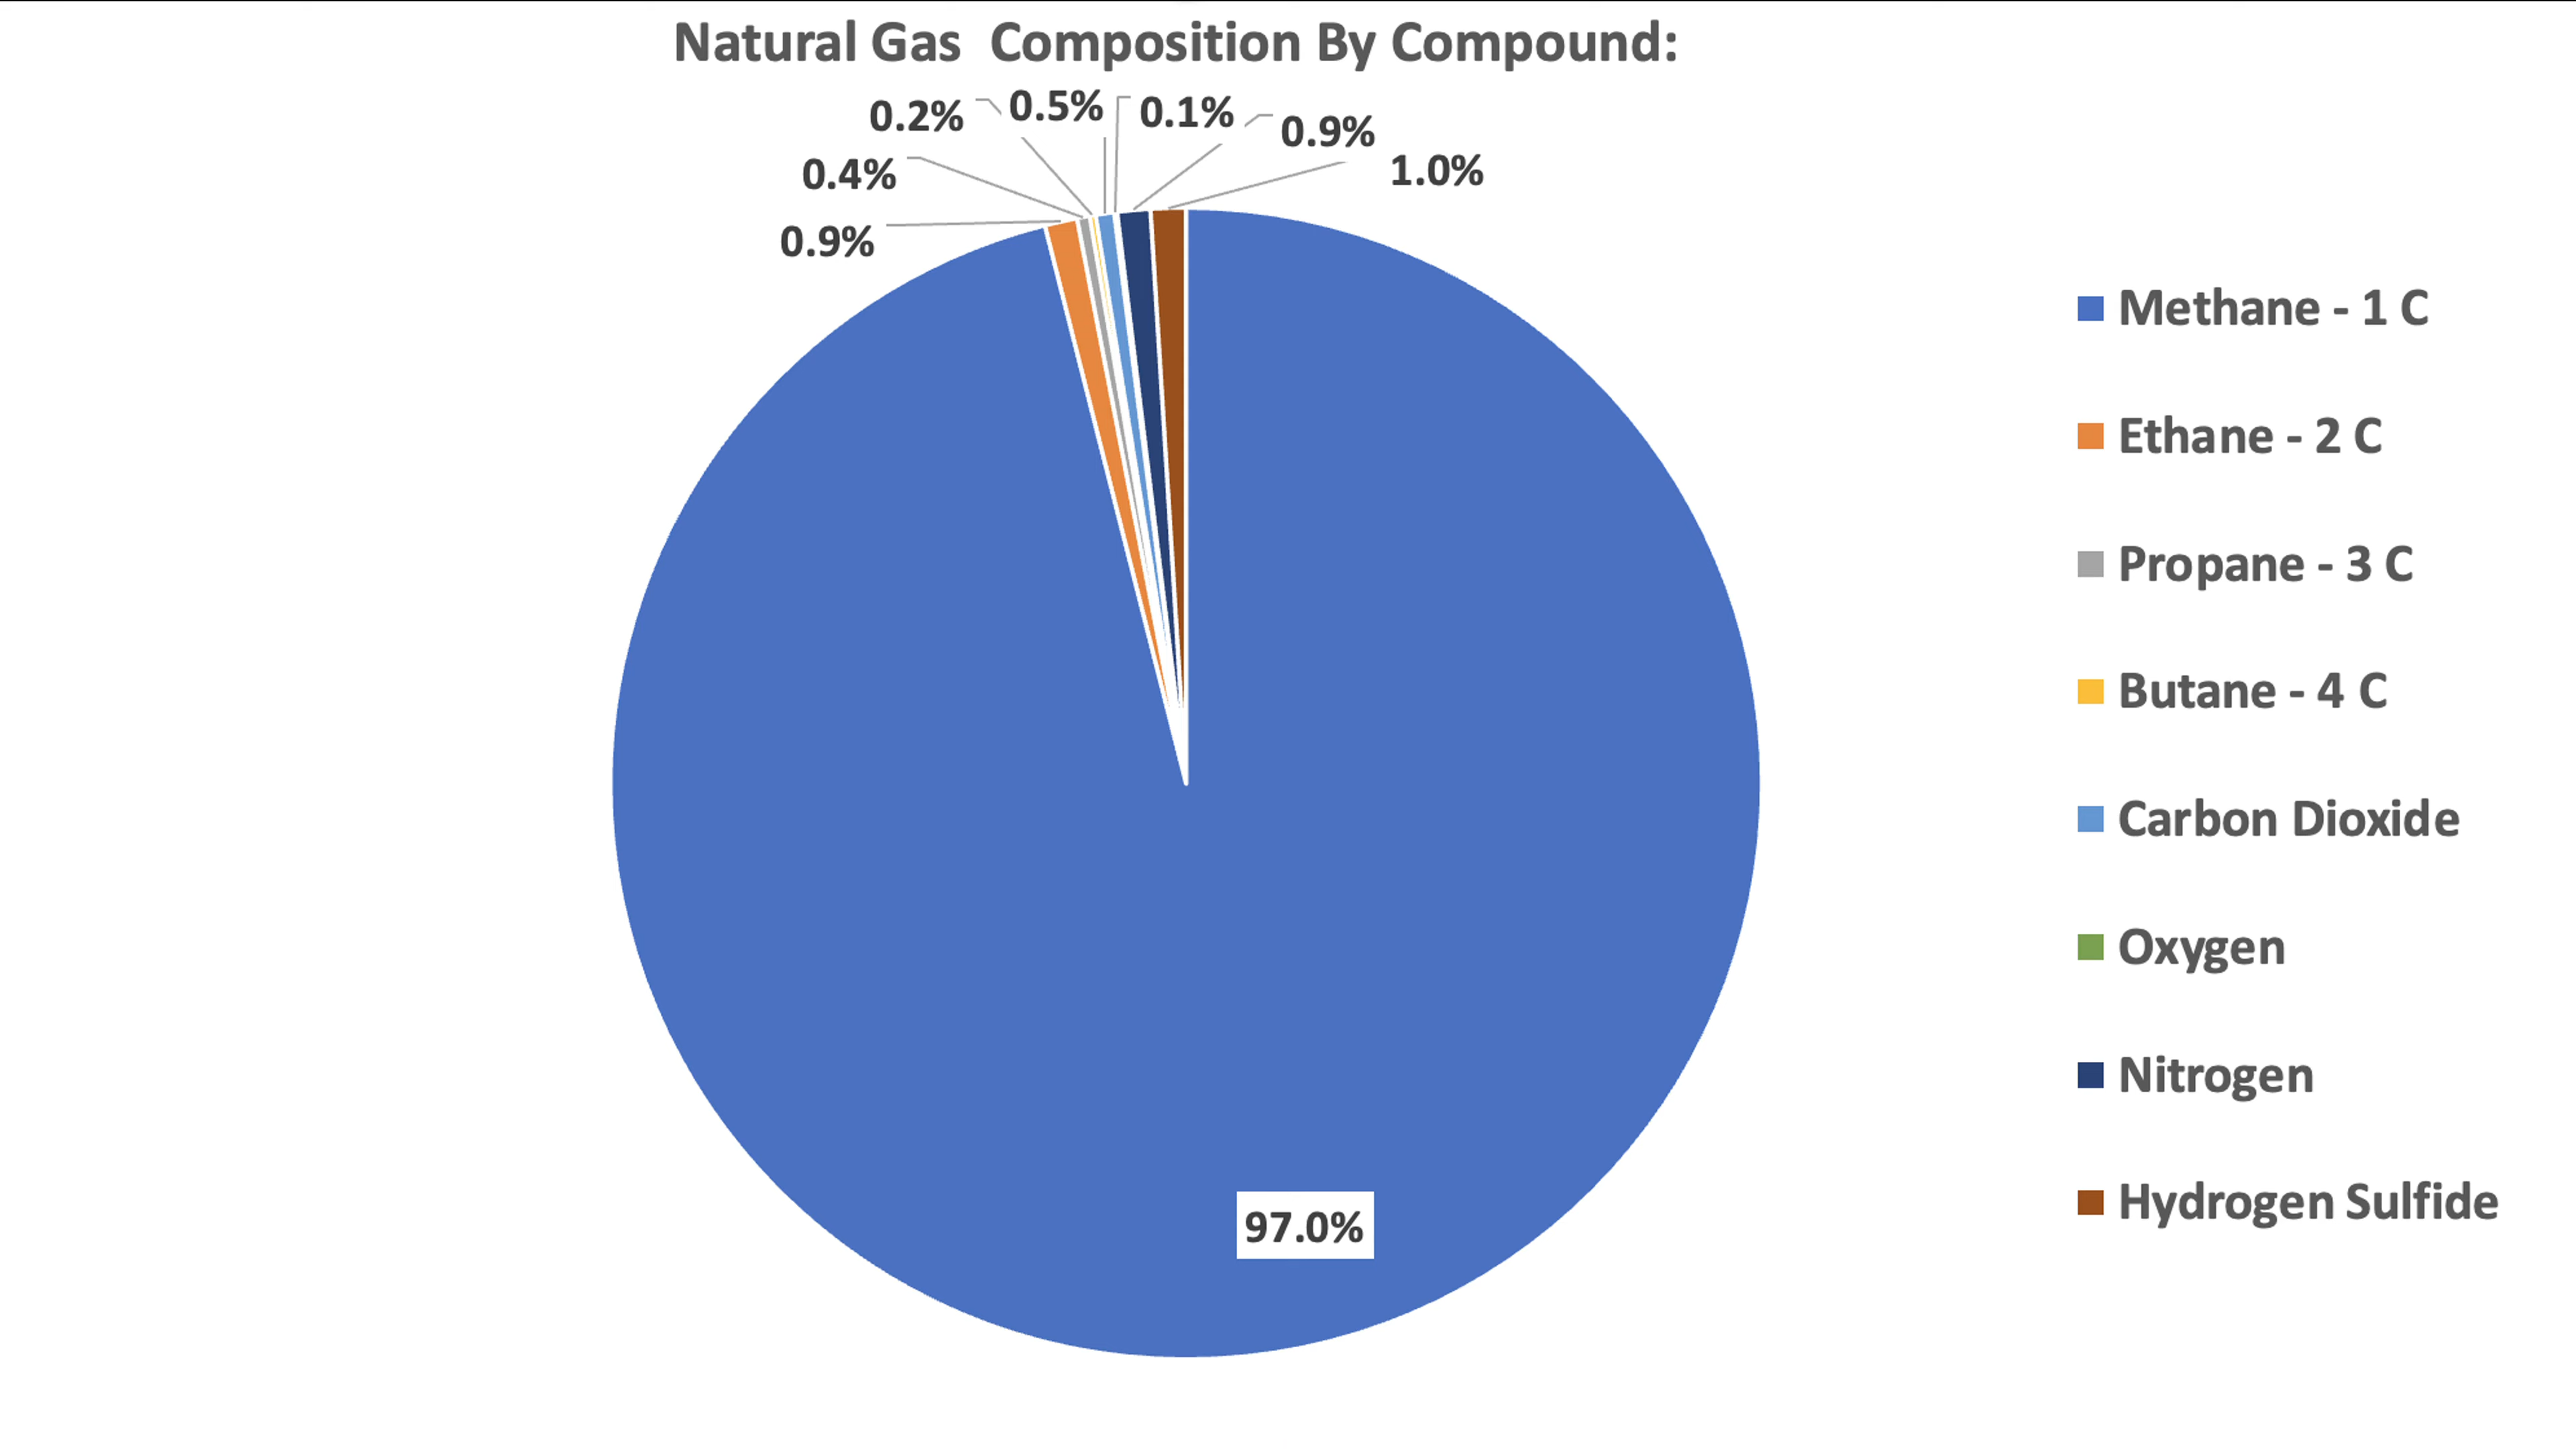 Natural Gas  Composition By Compound:
0.2%
0.5%
0.1%
0.9%
0.4%
1.0%
0.9%
97.0%
Methane - 1 C
Ethane - 2 C
Propane - 3 C
Butane - 4 C
Carbon Dioxide
Oxygen
Nitrogen
Hydrogen Sulfide